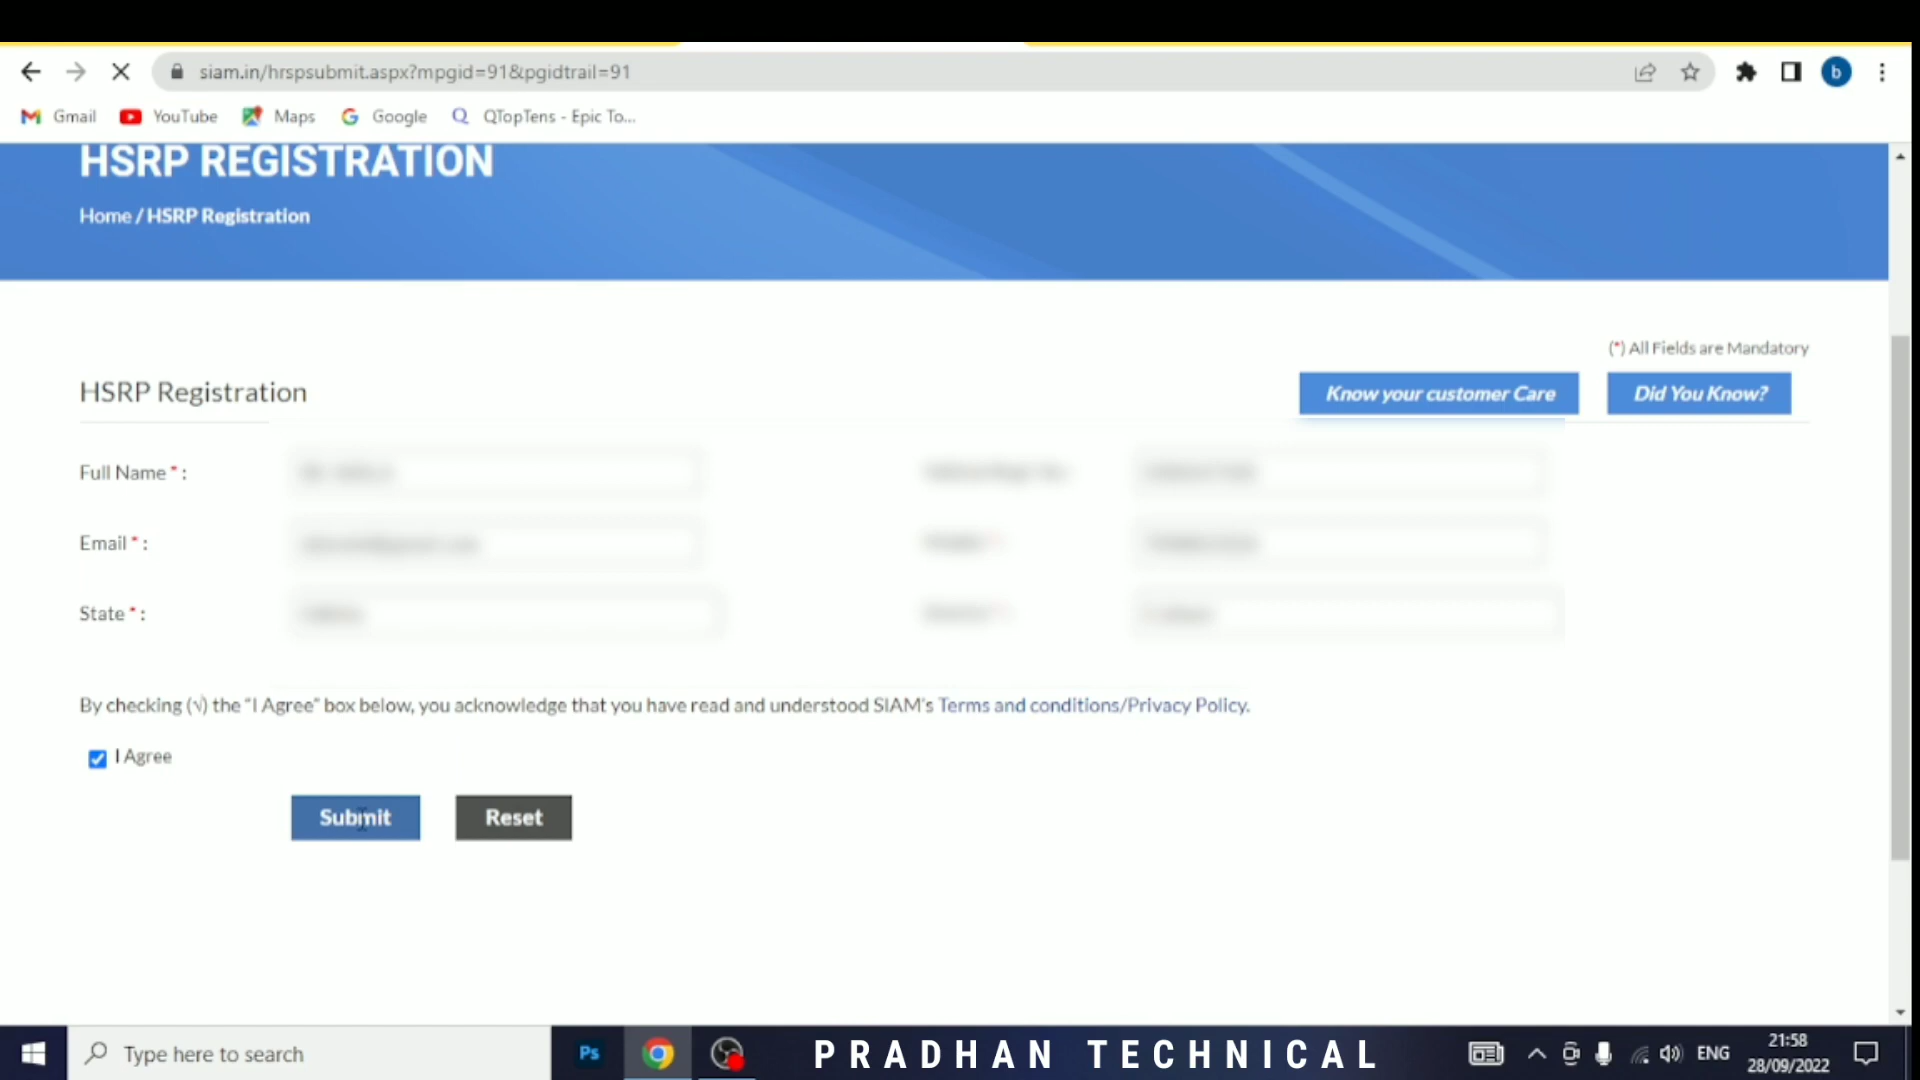 siam.in/hrspsubmit.aspx?mpgid=91&pgidtrail=91
b
Gmail YouTube Maps Google QTopTens - Epic To...
HSRP REGISTRATION
Home / HSRP Registration
(*) All Fields are Mandatory
HSRP Registration
Know your customer Care
Did You Know?
Full Name * :
Email * :
State * :
By checking (√) the "I Agree" box below, you acknowledge that you have read and understood SIAM's Terms and conditions/Privacy Policy.
I Agree
Submit Reset
Type here to search
Ps
PRADHAN TECHNICAL
ENG
21:58
28/09/2022